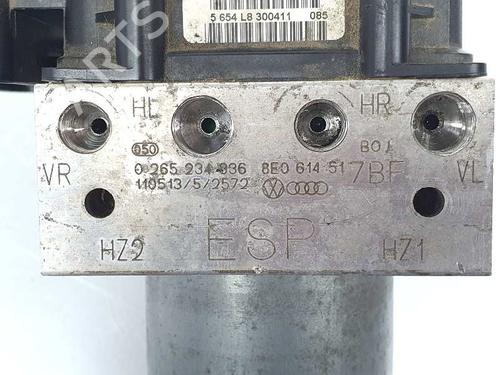 5 654 L8 300411 085
HL HR
050 BOJ
VR 0 265 234 336 8E0 614 517BF VL
110513/5/2572
HZ2 ESP HZ1